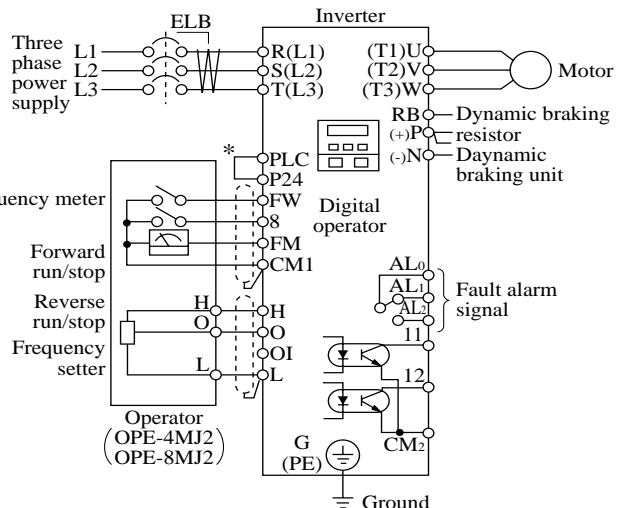 Inverter
ELB
Three
phase
power
supply
L1
L2
L3
R(L1)
S(L2)
T(L3)
(T1)U
(T2)V
(T3)W
Motor
RB
(+)P
(-)N
Dynamic braking
resistor
Daynamic
braking unit
*
PLC
P24
FW
8
FM
CM1
Digital
operator
uency meter
Forward
run/stop
Reverse
run/stop
Frequency
setter
H
O
L
H
O
OI
L
AL0
AL1
AL2
Fault alarm
signal
11
12
CM2
Operator
(OPE-4MJ2
OPE-8MJ2)
G
(PE)
Ground